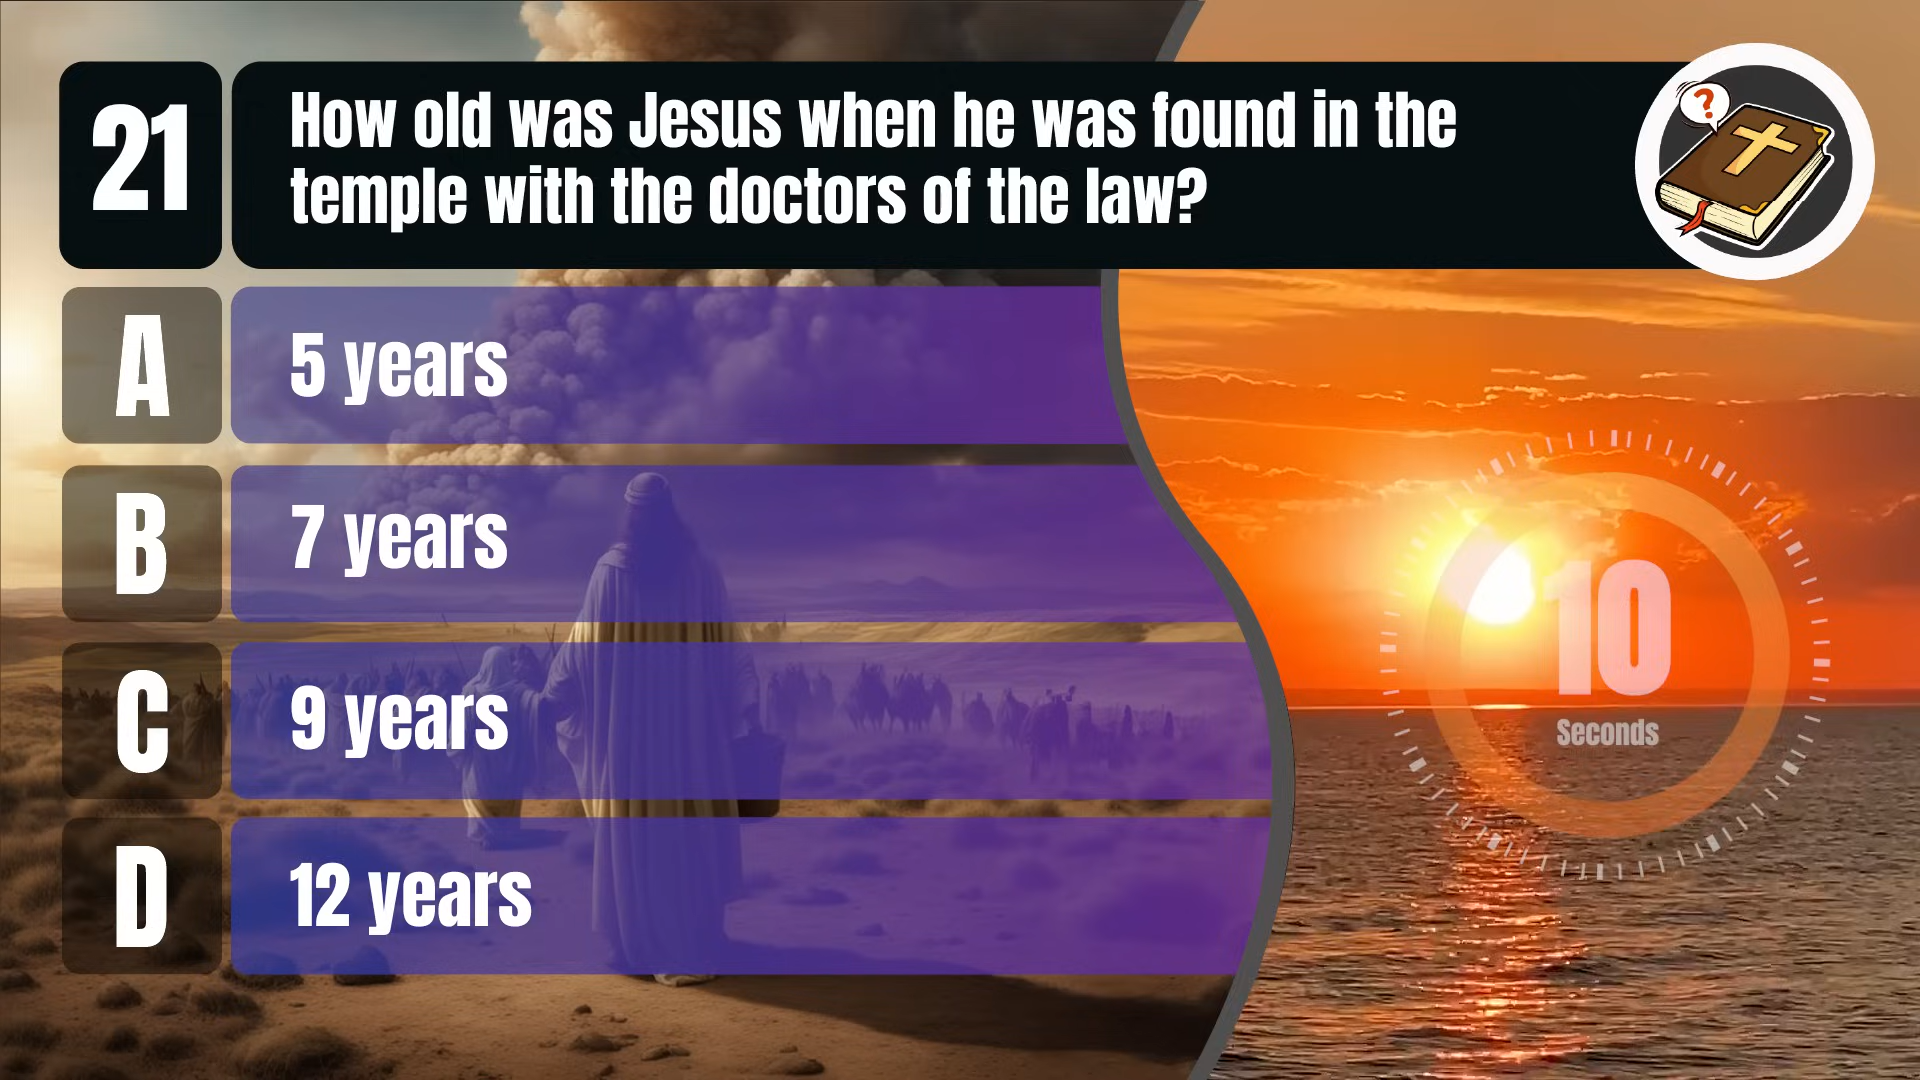 21
How old was Jesus when he was found in the
temple with the doctors of the law?
?
A
5 years
B
7 years
C
9 years
D
12 years
10
Seconds